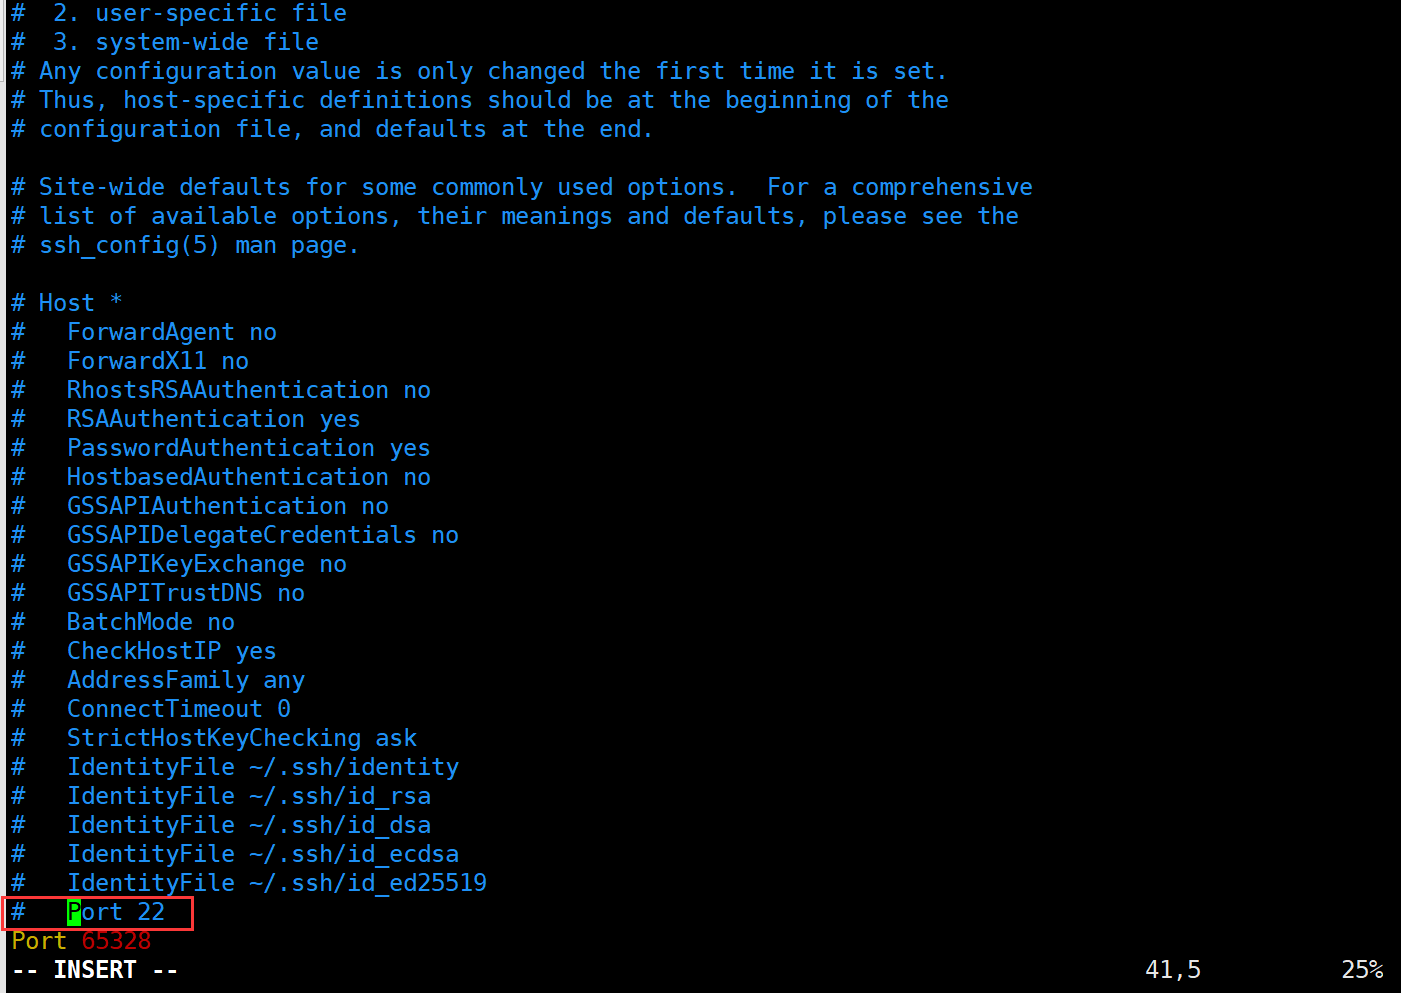 #  2. user-specific file
#  3. system-wide file
# Any configuration value is only changed the first time it is set.
# Thus, host-specific definitions should be at the beginning of the
# configuration file, and defaults at the end.
# Site-wide defaults for some commonly used options.  For a comprehensive
# list of available options, their meanings and defaults, please see the
# ssh_config(5) man page.
# Host *
#   ForwardAgent no
#   ForwardX11 no
#   RhostsRSAAuthentication no
#   RSAAuthentication yes
#   PasswordAuthentication yes
#   HostbasedAuthentication no
#   GSSAPIAuthentication no
#   GSSAPIDelegateCredentials no
#   GSSAPIKeyExchange no
#   GSSAPITrustDNS no
#   BatchMode no
#   CheckHostIP yes
#   AddressFamily any
#   ConnectTimeout 0
#   StrictHostKeyChecking ask
#   IdentityFile ~/.ssh/identity
#   IdentityFile ~/.ssh/id_rsa
#   IdentityFile ~/.ssh/id_dsa
#   IdentityFile ~/.ssh/id_ecdsa
#   IdentityFile ~/.ssh/id_ed25519
#   Port 22
Port 65328
-- INSERT -- 41,5 25%